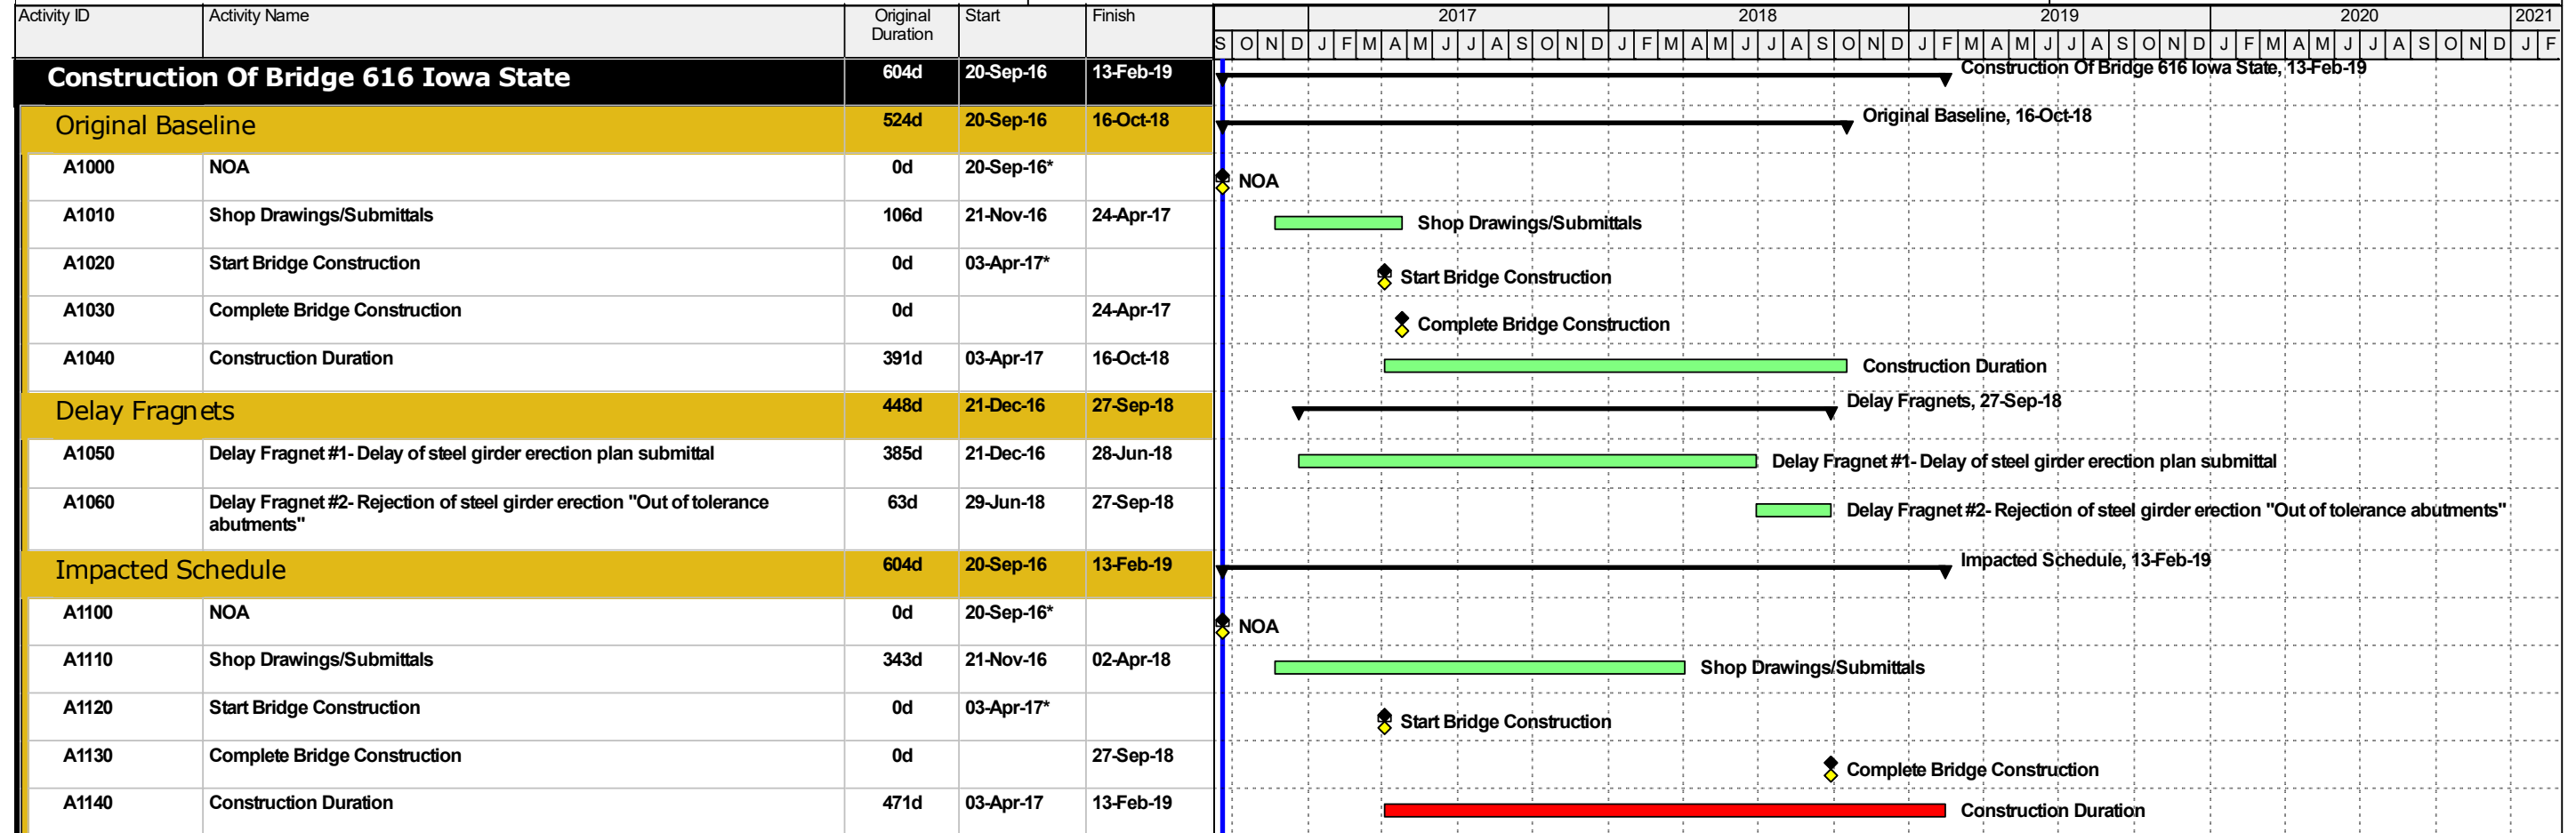 Activity ID Activity Name Original Duration Start Finish 2017 2018 2019 2020 2021
S O N D J F M A M J J A S O N D J F M A M J J A S O N D J F M A M J J A S O N D J F M A M J J A S O N D J F
Construction Of Bridge 616 Iowa State 604d 20-Sep-16 13-Feb-19 Construction Of Bridge 616 Iowa State, 13-Feb-19
Original Baseline 524d 20-Sep-16 16-Oct-18 Original Baseline, 16-Oct-18
A1000 NOA 0d 20-Sep-16* NOA
A1010 Shop Drawings/Submittals 106d 21-Nov-16 24-Apr-17 Shop Drawings/Submittals
A1020 Start Bridge Construction 0d 03-Apr-17* Start Bridge Construction
A1030 Complete Bridge Construction 0d 24-Apr-17 Complete Bridge Construction
A1040 Construction Duration 391d 03-Apr-17 16-Oct-18 Construction Duration
Delay Fragnets 448d 21-Dec-16 27-Sep-18 Delay Fragnets, 27-Sep-18
A1050 Delay Fragnet #1- Delay of steel girder erection plan submittal 385d 21-Dec-16 28-Jun-18 Delay Fragnet #1- Delay of steel girder erection plan submittal
A1060 Delay Fragnet #2- Rejection of steel girder erection "Out of tolerance abutments" 63d 29-Jun-18 27-Sep-18 Delay Fragnet #2- Rejection of steel girder erection "Out of tolerance abutments"
Impacted Schedule 604d 20-Sep-16 13-Feb-19 Impacted Schedule, 13-Feb-19
A1100 NOA 0d 20-Sep-16* NOA
A1110 Shop Drawings/Submittals 343d 21-Nov-16 02-Apr-18 Shop Drawings/Submittals
A1120 Start Bridge Construction 0d 03-Apr-17* Start Bridge Construction
A1130 Complete Bridge Construction 0d 27-Sep-18 Complete Bridge Construction
A1140 Construction Duration 471d 03-Apr-17 13-Feb-19 Construction Duration